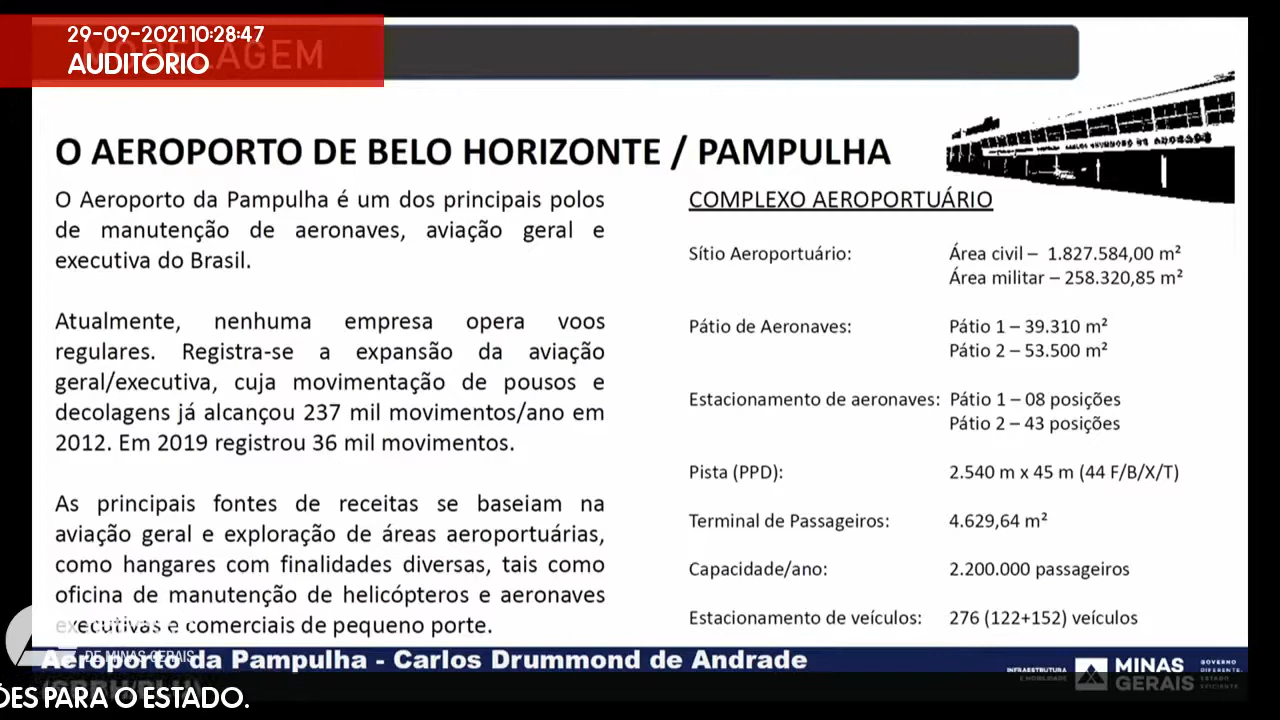 29-09-2021 10:28:47
AUDITÓRIO
O AEROPORTO DE BELO HORIZONTE / PAMPULHA
O Aeroporto da Pampulha é um dos principais polos
de manutenção de aeronaves, aviação geral e
executiva do Brasil.
Atualmente, nenhuma empresa opera voos
regulares. Registra-se a expansão da aviação
geral/executiva, cuja movimentação de pousos e
decolagens já alcançou 237 mil movimentos/ano em
2012. Em 2019 registrou 36 mil movimentos.
As principais fontes de receitas se baseiam na
aviação geral e exploração de áreas aeroportuárias,
como hangares com finalidades diversas, tais como
oficina de manutenção de helicópteros e aeronaves
executivas e comerciais de pequeno porte.
COMPLEXO AEROPORTUÁRIO
Sítio Aeroportuário: Área civil – 1.827.584,00 m²
Área militar – 258.320,85 m²
Pátio de Aeronaves: Pátio 1 – 39.310 m²
Pátio 2 – 53.500 m²
Estacionamento de aeronaves: Pátio 1 – 08 posições
Pátio 2 – 43 posições
Pista (PPD): 2.540 m x 45 m (44 F/B/X/T)
Terminal de Passageiros: 4.629,64 m²
Capacidade/ano: 2.200.000 passageiros
Estacionamento de veículos: 276 (122+152) veículos
DE MINAS GERAIS
Aeroporto da Pampulha - Carlos Drummond de Andrade
INFRAESTRUTURA
E MOBILIDADE
MINAS
GERAIS
GOVERNO
DIFERENTE.
ESTADO
EFICIENTE.
ÕES PARA O ESTADO.